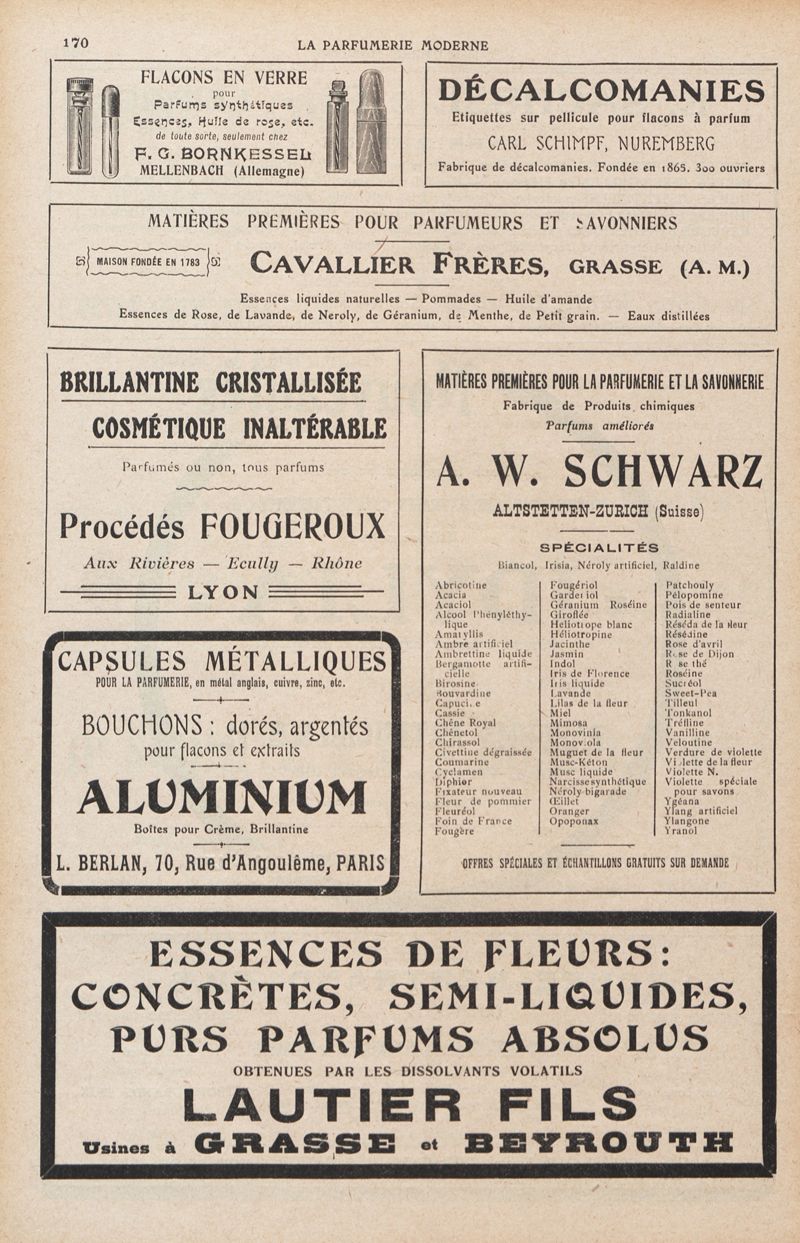 170
LA PARFUMERIE MODERNE
FLACONS EN VERRE
pour
Parfums synthétiques
Essences, Huile de rose, etc.
de toute sorte, seulement chez
F. G. BORNKESSEL
MELLENBACH (Allemagne)
DÉCALCOMANIES
Etiquettes sur pellicule pour flacons à parfum
CARL SCHIMPF, NUREMBERG
Fabrique de décalcomanies. Fondée en 1865. 300 ouvriers
MATIÈRES PREMIÈRES POUR PARFUMEURS ET SAVONNIERS
MAISON FONDÉE EN 1783
CAVALLIER FRÈRES, GRASSE (A. M.)
Essences liquides naturelles — Pommades — Huile d'amande
Essences de Rose, de Lavande, de Neroly, de Géranium, de Menthe, de Petit grain. — Eaux distillées
BRILLANTINE CRISTALLISÉE
COSMÉTIQUE INALTÉRABLE
Parfumés ou non, tous parfums
Procédés FOUGEROUX
Aux Rivières — Ecully — Rhône
LYON
CAPSULES MÉTALLIQUES
POUR LA PARFUMERIE, en métal anglais, cuivre, zinc, etc.
BOUCHONS : dorés, argentés
pour flacons et extraits
ALUMINIUM
Boîtes pour Crème, Brillantine
L. BERLAN, 70, Rue d'Angoulême, PARIS
MATIÈRES PREMIÈRES POUR LA PARFUMERIE ET LA SAVONNERIE
Fabrique de Produits chimiques
Parfums améliorés
A. W. SCHWARZ
ALTSTETTEN-ZURICH (Suisse)
SPÉCIALITÉS
Biancol, Irisia, Néroly artificiel, Raldine
Abricotine
Acacia
Acaciol
Alcool Phényléthy-
lique
Amaryllis
Ambre artificiel
Ambrettine liquide
Bergamotte artifi-
cielle
Birosine
Bouvardine
Capucine
Cassie
Chêne Royal
Chènetol
Chirassol
Civettine dégraissée
Coumarine
Cyclamen
Diphior
Fixateur nouveau
Fleur de pommier
Fleuréol
Foin de France
Fougère
Fougériol
Gardeniol
Géranium Roséine
Giroflée
Heliotrope blanc
Héliotropine
Jacinthe
Jasmin
Indol
Iris de Florence
Iris liquide
Lavande
Lilas de la fleur
Miel
Mimosa
Monovinia
Monoviola
Muguet de la fleur
Musc-Kéton
Musc liquide
Narcisse synthétique
Néroly-bigarade
Œillet
Oranger
Opoponax
Patchouly
Pélopomine
Pois de senteur
Radialine
Réséda de la fleur
Résédine
Rose d'avril
Rose de Dijon
Rose thé
Roséine
Sucréol
Sweet-Pea
Tilleul
Tonkanol
Tréfline
Vanilline
Veloutine
Verdure de violette
Violette de la fleur
Violette N.
Violette spéciale
pour savons
Ygéana
Ylang artificiel
Ylangone
Yranol
OFFRES SPÉCIALES ET ÉCHANTILLONS GRATUITS SUR DEMANDE
ESSENCES DE FLEURS :
CONCRÈTES, SEMI-LIQUIDES,
PURS PARFUMS ABSOLUS
OBTENUES PAR LES DISSOLVANTS VOLATILS
LAUTIER FILS
Usines à GRASSE et BEYROUTH